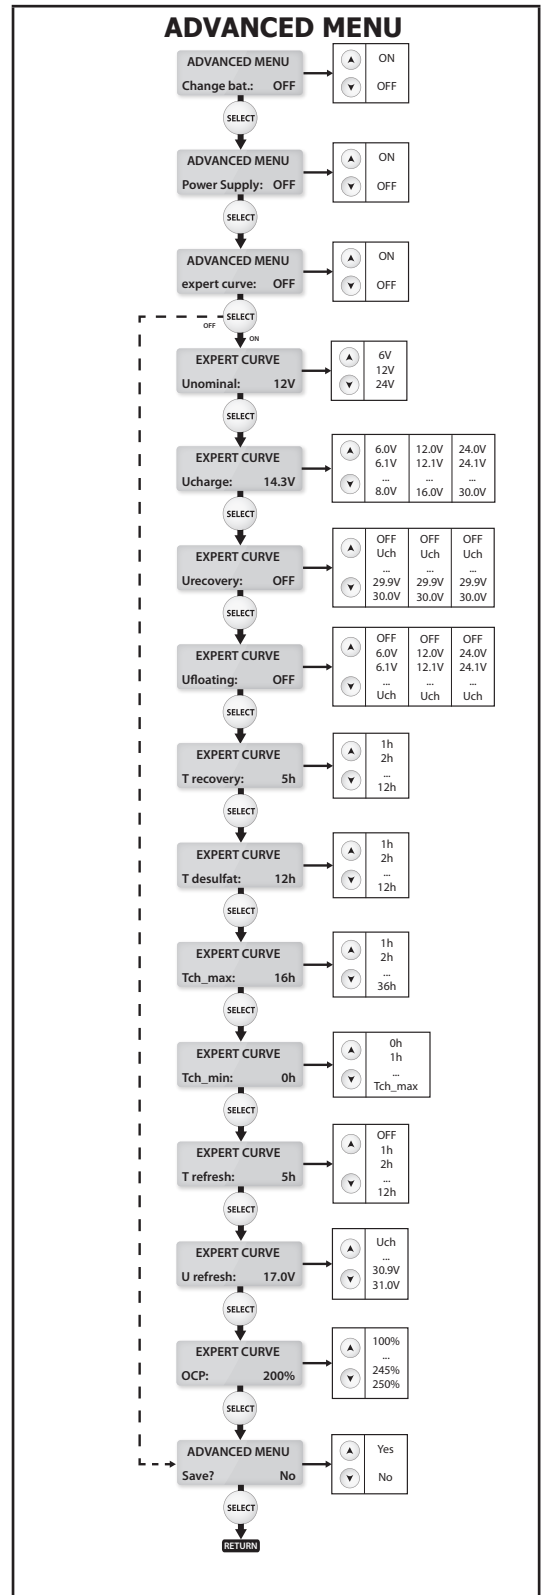 ADVANCED MENU
ADVANCED MENU
Change bat.: OFF
ON
OFF
SELECT
ADVANCED MENU
Power Supply: OFF
ON
OFF
SELECT
ADVANCED MENU
expert curve: OFF
ON
OFF
SELECT
OFF
ON
EXPERT CURVE
Unominal: 12V
6V
12V
24V
SELECT
EXPERT CURVE
Ucharge: 14.3V
6.0V 12.0V 24.0V
6.1V 12.1V 24.1V
... ... ...
8.0V 16.0V 30.0V
SELECT
EXPERT CURVE
Urecovery: OFF
OFF OFF OFF
Uch Uch Uch
... ... ...
29.9V 29.9V 29.9V
30.0V 30.0V 30.0V
SELECT
EXPERT CURVE
Ufloating: OFF
OFF OFF OFF
6.0V 12.0V 24.0V
6.1V 12.1V 24.1V
... ... ...
Uch Uch Uch
SELECT
EXPERT CURVE
T recovery: 5h
1h
2h
...
12h
SELECT
EXPERT CURVE
T desulfat: 12h
1h
2h
...
12h
SELECT
EXPERT CURVE
Tch_max: 16h
1h
2h
...
36h
SELECT
EXPERT CURVE
Tch_min: 0h
0h
1h
...
Tch_max
SELECT
EXPERT CURVE
T refresh: 5h
OFF
1h
2h
...
12h
SELECT
EXPERT CURVE
U refresh: 17.0V
Uch
...
30.9V
31.0V
SELECT
EXPERT CURVE
OCP: 200%
100%
...
245%
250%
SELECT
ADVANCED MENU
Save? No
Yes
No
SELECT
RETURN